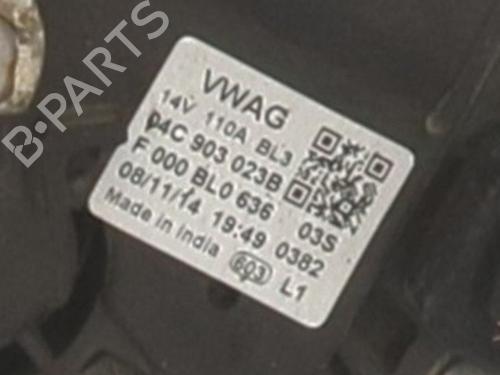 VWAG
14V 110A BL3
04C 903 023B
F 000 BL0 636 03S
08/11/14 19:49 0382
Made in India 603 L1
B-PARTS